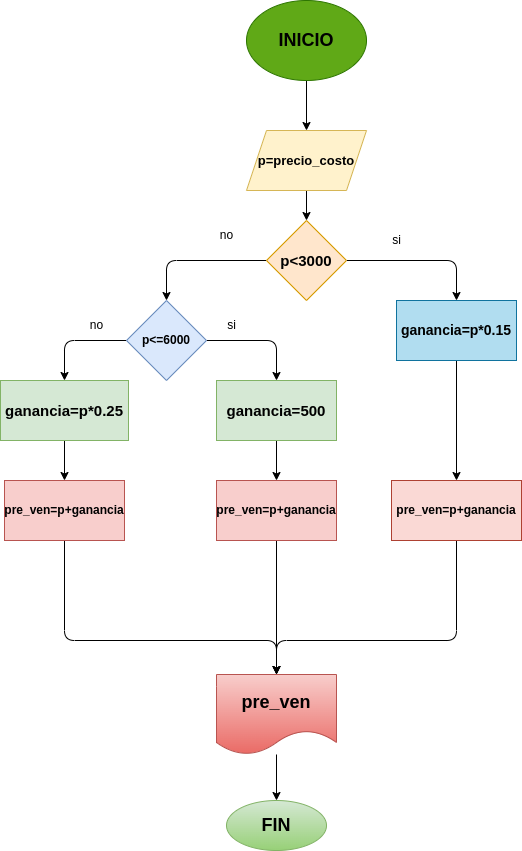 INICIO
p=precio_costo
no
si
p<3000
no
si
p<=6000
ganancia=p*0.15
ganancia=p*0.25
ganancia=500
pre_ven=p+ganancia
pre_ven=p+ganancia
pre_ven=p+ganancia
pre_ven
FIN